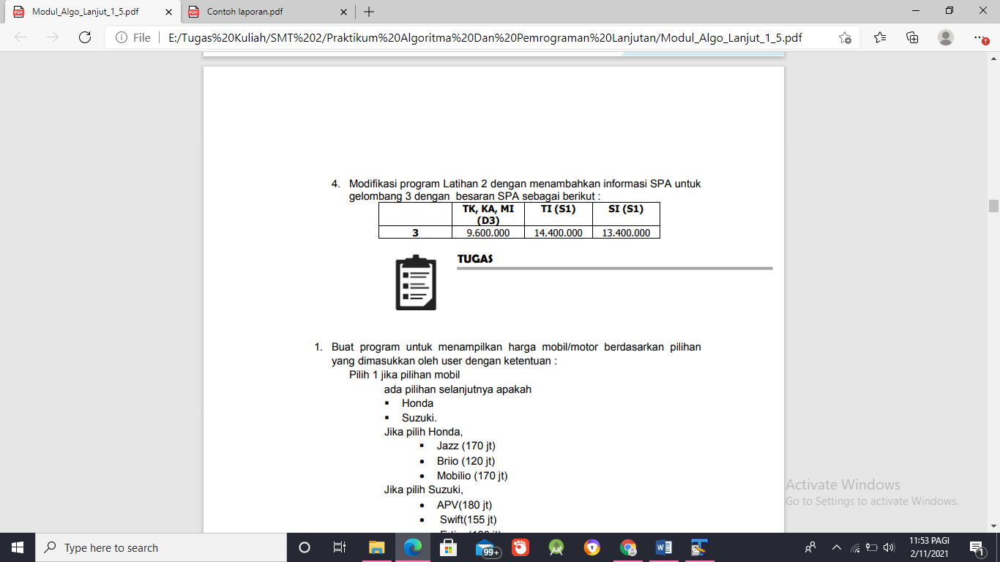 Modul_Algo_Lanjut_1_5.pdf
Contoh laporan.pdf
File
E:/Tugas%20Kuliah/SMT%202/Praktikum%20Algoritma%20Dan%20Pemrograman%20Lanjutan/Modul_Algo_Lanjut_1_5.pdf
4. Modifikasi program Latihan 2 dengan menambahkan informasi SPA untuk
gelombang 3 dengan besaran SPA sebagai berikut :
TK, KA, MI (D3) TI (S1) SI (S1)
3 9.600.000 14.400.000 13.400.000
TUGAS
1. Buat program untuk menampilkan harga mobil/motor berdasarkan pilihan
yang dimasukkan oleh user dengan ketentuan :
Pilih 1 jika pilihan mobil
ada pilihan selanjutnya apakah
▪ Honda
▪ Suzuki.
Jika pilih Honda,
▪ Jazz (170 jt)
• Briio (120 jt)
• Mobilio (170 jt)
Jika pilih Suzuki,
• APV(180 jt)
• Swift(155 jt)
Activate Windows
Go to Settings to activate Windows.
Type here to search
99+
11:53 PAGI
2/11/2021
1